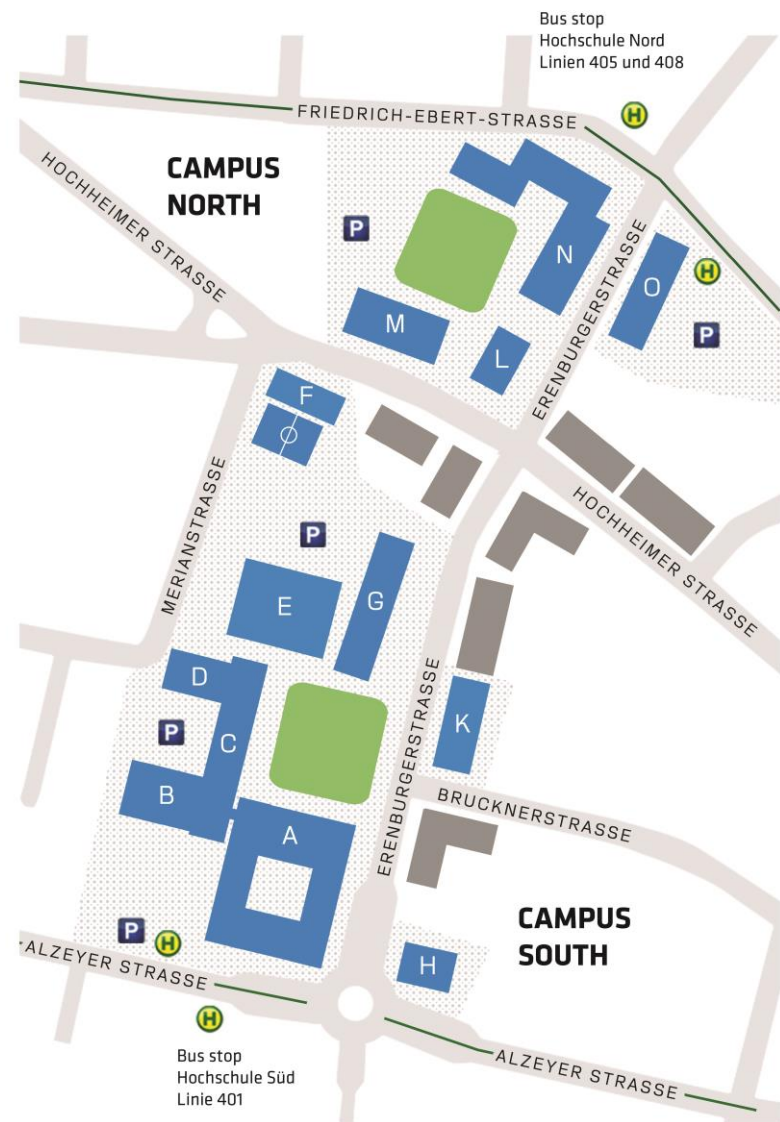 Bus stop
Hochschule Nord
Linien 405 und 408
H
FRIEDRICH-EBERT-STRASSE
HOCHHEIMER STRASSE
CAMPUS
NORTH
P
N
H
O
P
M
L
ERENBURGERSTRASSE
F
MERIANSTRASSE
HOCHHEIMER STRASSE
P
E
G
D
P
C
K
B
A
ERENBURGERSTRASSE
BRUCKNERSTRASSE
CAMPUS
SOUTH
P
H
H
ALZEYER STRASSE
H
Bus stop
Hochschule Süd
Linie 401
ALZEYER STRASSE